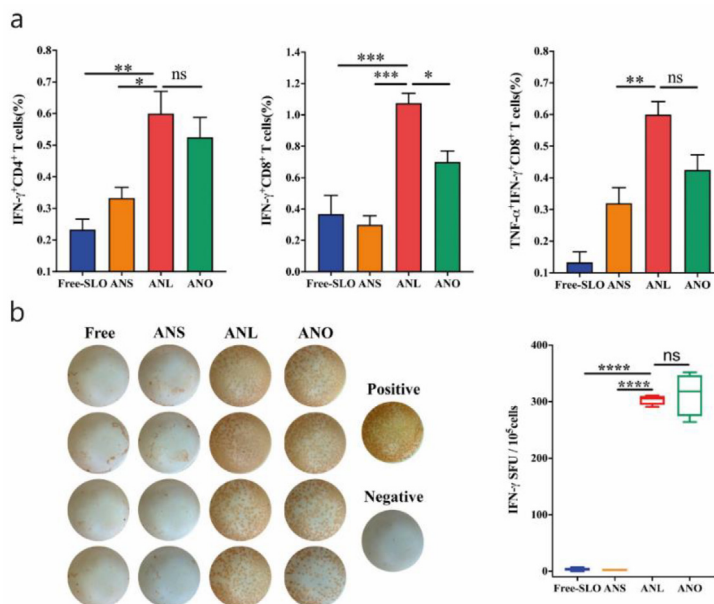 a
IFN-γ⁺CD4⁺ T cells(%)
0.8
0.7
0.6
0.5
0.4
0.3
0.2
0.1
** 
* ns
Free-SLO ANS ANL ANO
IFN-γ⁺CD8⁺ T cells(%)
1.4
1.2
1.0
0.8
0.6
0.4
0.2
0.0
***
*** *
Free-SLO ANS ANL ANO
TNF-α⁺IFN-γ⁺CD8⁺ T cells(%)
0.8
0.7
0.6
0.5
0.4
0.3
0.2
0.1
** ns
Free-SLO ANS ANL ANO
b
Free ANS ANL ANO
Positive
Negative
IFN-γ SFU / 10⁵cells
400
300
200
100
0
****
**** ns
Free-SLO ANS ANL ANO